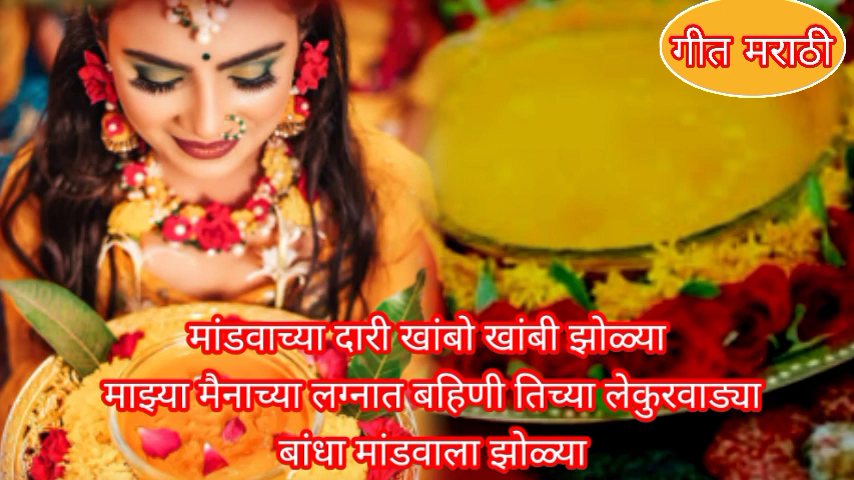 गीत मराठी
मांडवाच्या दारी खांबो खांबी झोळ्या
माझ्या मैनाच्या लग्नात बहिणी तिच्या लेकुरवाड्या
बांधा मांडवाला झोळ्या